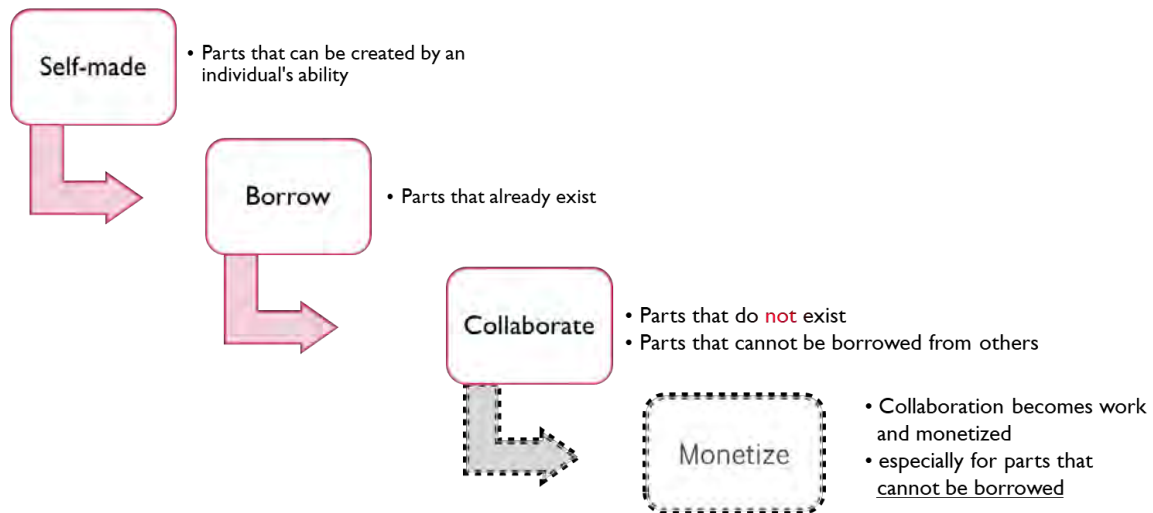 Self-made
• Parts that can be created by an
individual's ability
Borrow
• Parts that already exist
Collaborate
• Parts that do not exist
• Parts that cannot be borrowed from others
Monetize
• Collaboration becomes work
and monetized
• especially for parts that
cannot be borrowed